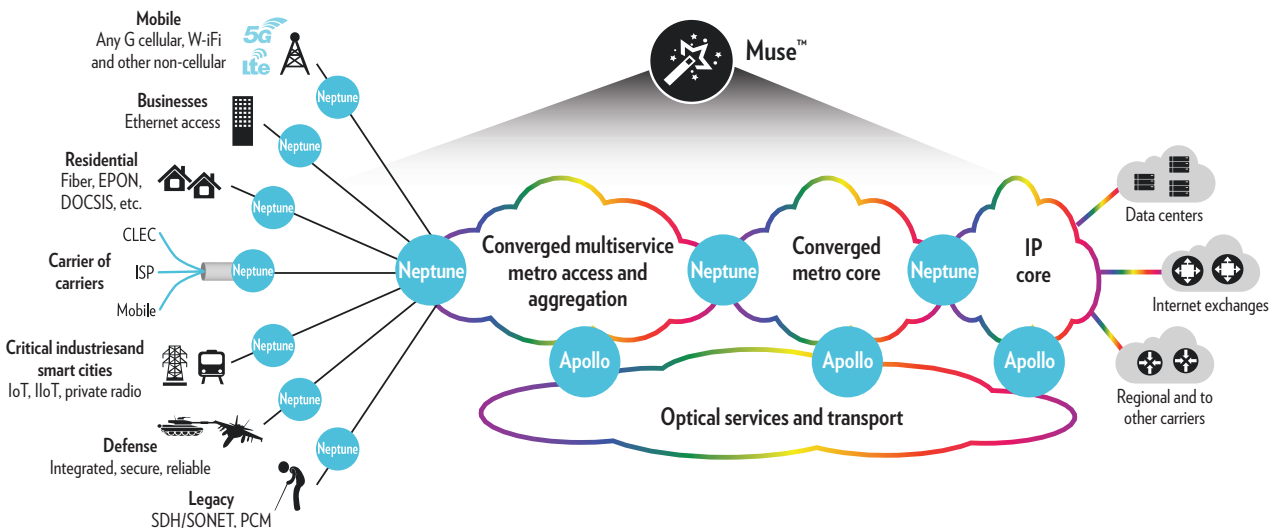 Mobile
Any G cellular, W-iFi
and other non-cellular
5G
LTE
Neptune
Businesses
Ethernet access
Neptune
Residential
Fiber, EPON,
DOCSIS, etc.
Neptune
CLEC
Carrier of
carriers
ISP
Mobile
Neptune
Critical industriesand
smart cities
IoT, IIoT, private radio
Neptune
Defense
Integrated, secure, reliable
Neptune
Legacy
SDH/SONET, PCM
Neptune
Muse™
Neptune
Converged multiservice
metro access and
aggregation
Neptune
Converged
metro core
Neptune
IP
core
Apollo
Apollo
Apollo
Optical services and transport
Data centers
Internet exchanges
Regional and to
other carriers